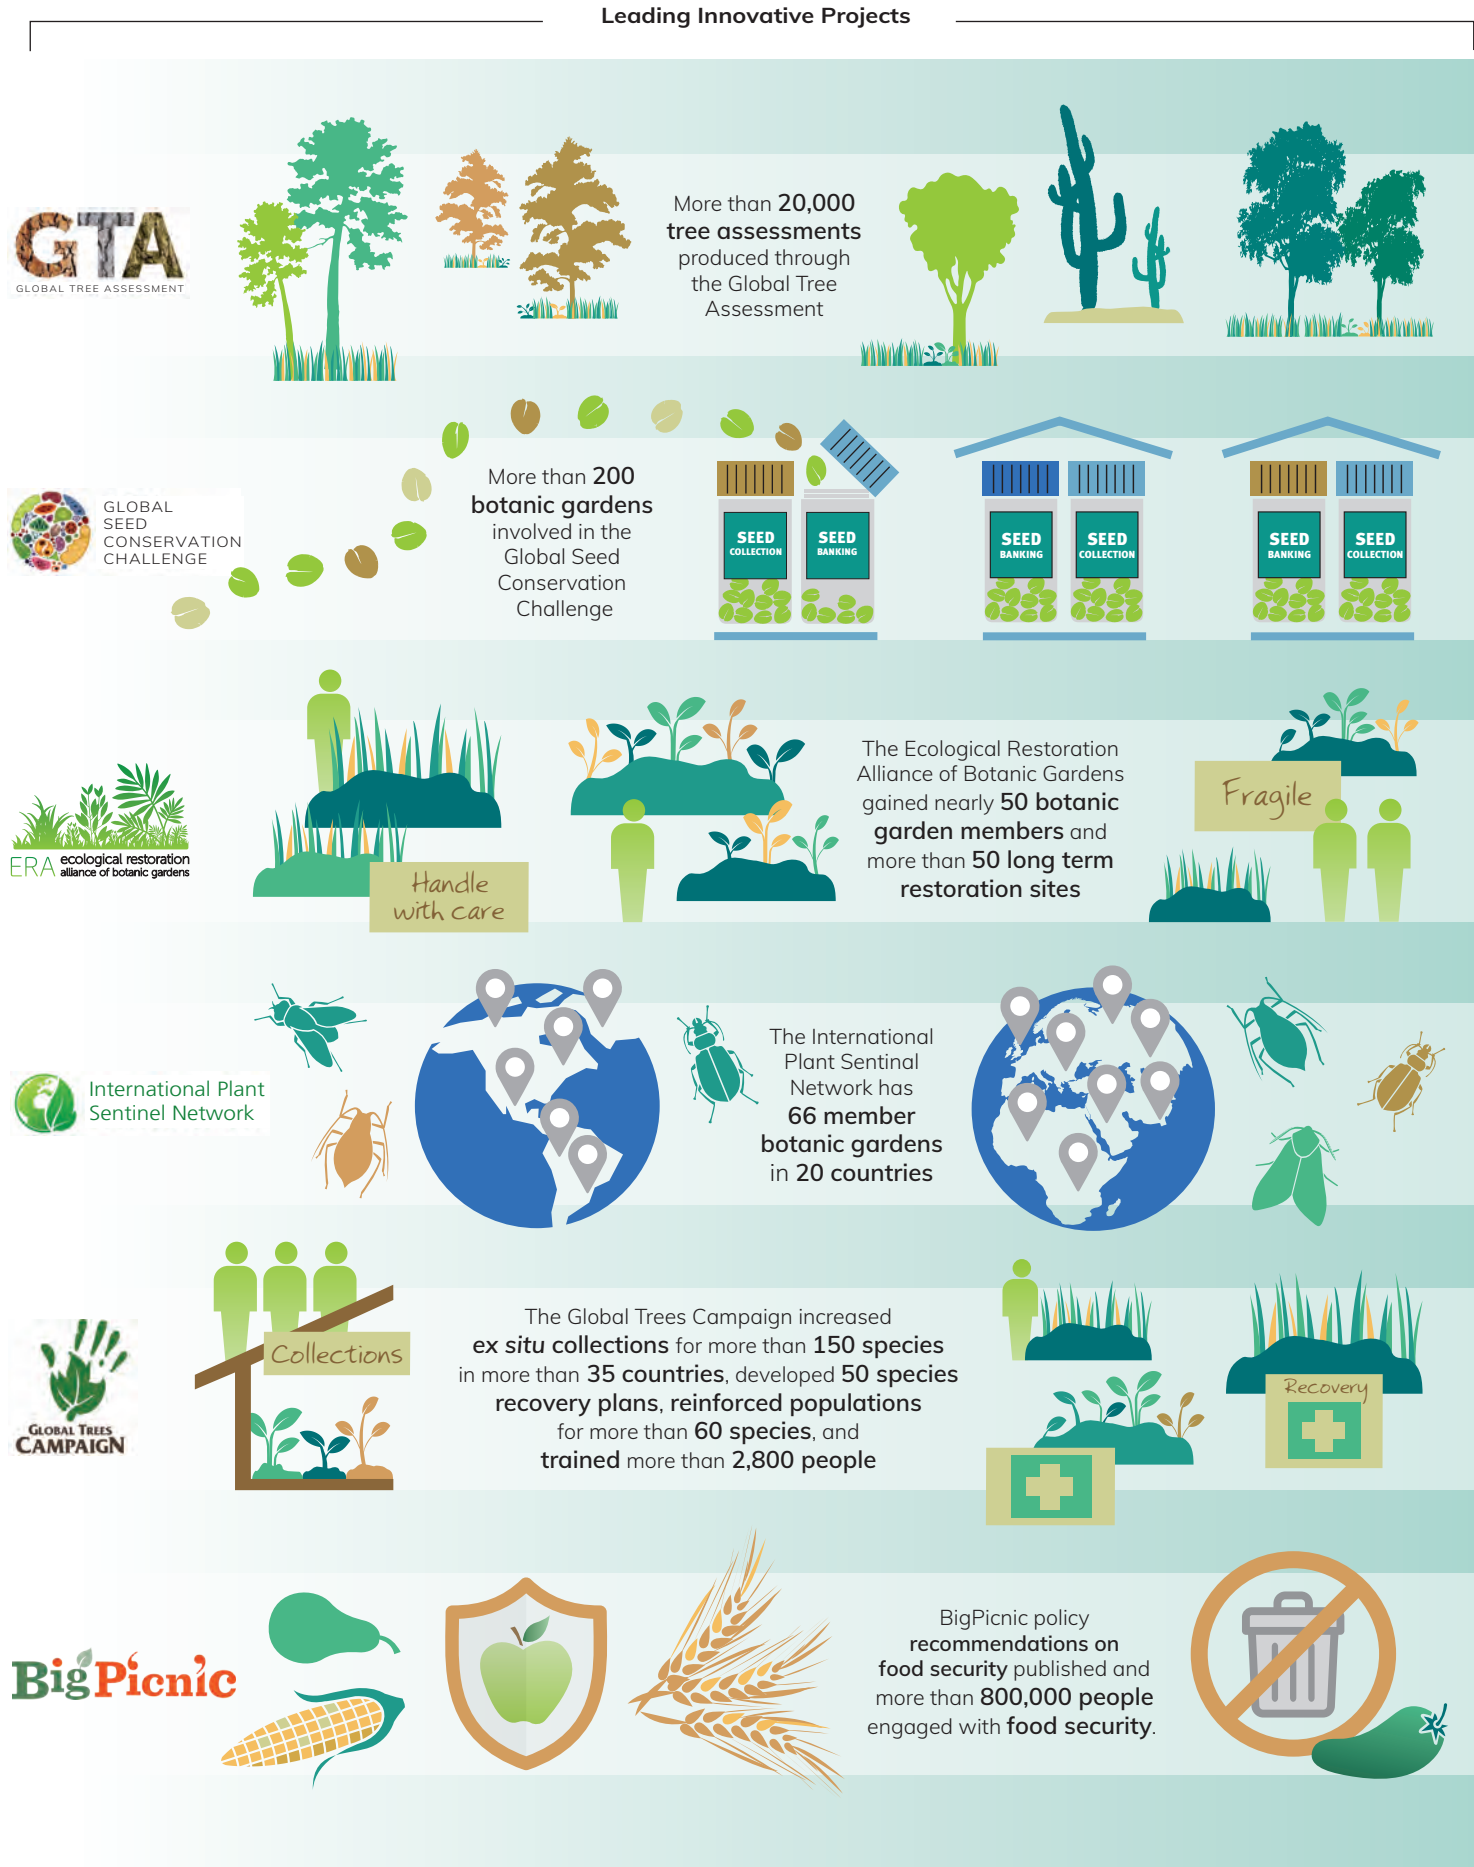 Leading Innovative Projects
GTA
GLOBAL TREE ASSESSMENT
More than 20,000
tree assessments
produced through
the Global Tree
Assessment
GLOBAL
SEED
CONSERVATION
CHALLENGE
More than 200
botanic gardens
involved in the
Global Seed
Conservation
Challenge
SEED
COLLECTION
SEED
BANKING
SEED
BANKING
SEED
COLLECTION
SEED
BANKING
SEED
COLLECTION
ERA ecological restoration
alliance of botanic gardens
Handle
with care
The Ecological Restoration
Alliance of Botanic Gardens
gained nearly 50 botanic
garden members and
more than 50 long term
restoration sites
Fragile
International Plant
Sentinel Network
The International
Plant Sentinal
Network has
66 member
botanic gardens
in 20 countries
GLOBAL TREES
CAMPAIGN
Collections
The Global Trees Campaign increased
ex situ collections for more than 150 species
in more than 35 countries, developed 50 species
recovery plans, reinforced populations
for more than 60 species, and
trained more than 2,800 people
Recovery
BigPicnic
BigPicnic policy
recommendations on
food security published and
more than 800,000 people
engaged with food security.